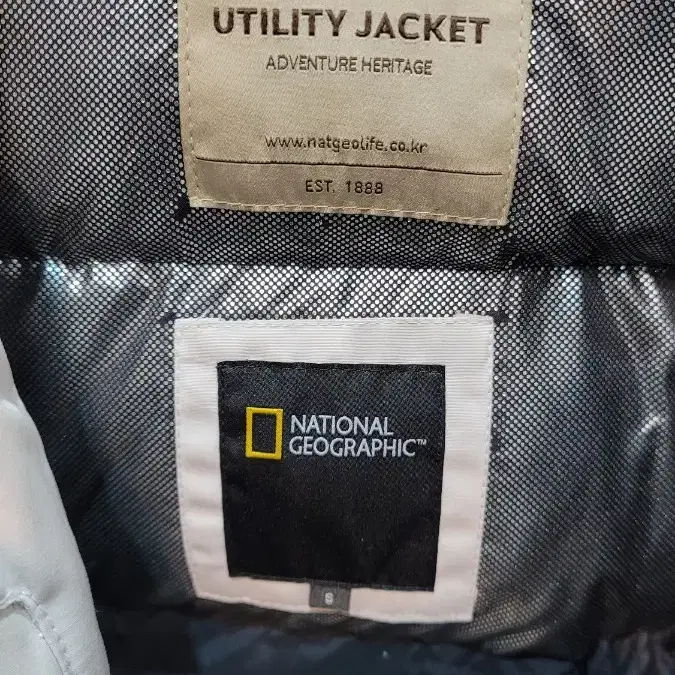 UTILITY JACKET
ADVENTURE HERITAGE
www.natgeolife.co.kr
EST. 1888
NATIONAL
GEOGRAPHIC™
S